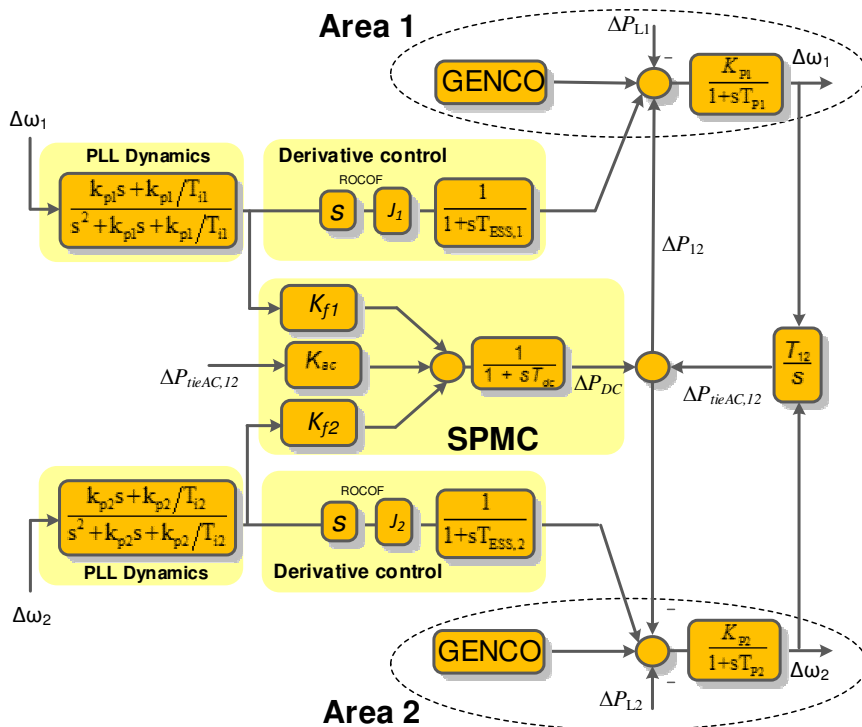 Area 1
ΔP_L1
GENCO
K_P1
1+sT_P1
Δω₁
Δω₁
PLL Dynamics
k_p1s+k_p1/T_i1
s²+k_p1s+k_p1/T_i1
Derivative control
ROCOF
s
J₁
1
1+sT_ESS,1
ΔP₁₂
K_f1
ΔP_tieAC,12
K_ac
K_f2
1
1 + sT_dc
ΔP_DC
SPMC
ΔP_tieAC,12
T₁₂
s
k_p2s+k_p2/T_i2
s²+k_p2s+k_p2/T_i2
PLL Dynamics
Δω₂
ROCOF
s
J₂
1
1+sT_ESS,2
Derivative control
GENCO
K_P2
1+sT_P2
Δω₂
ΔP_L2
Area 2